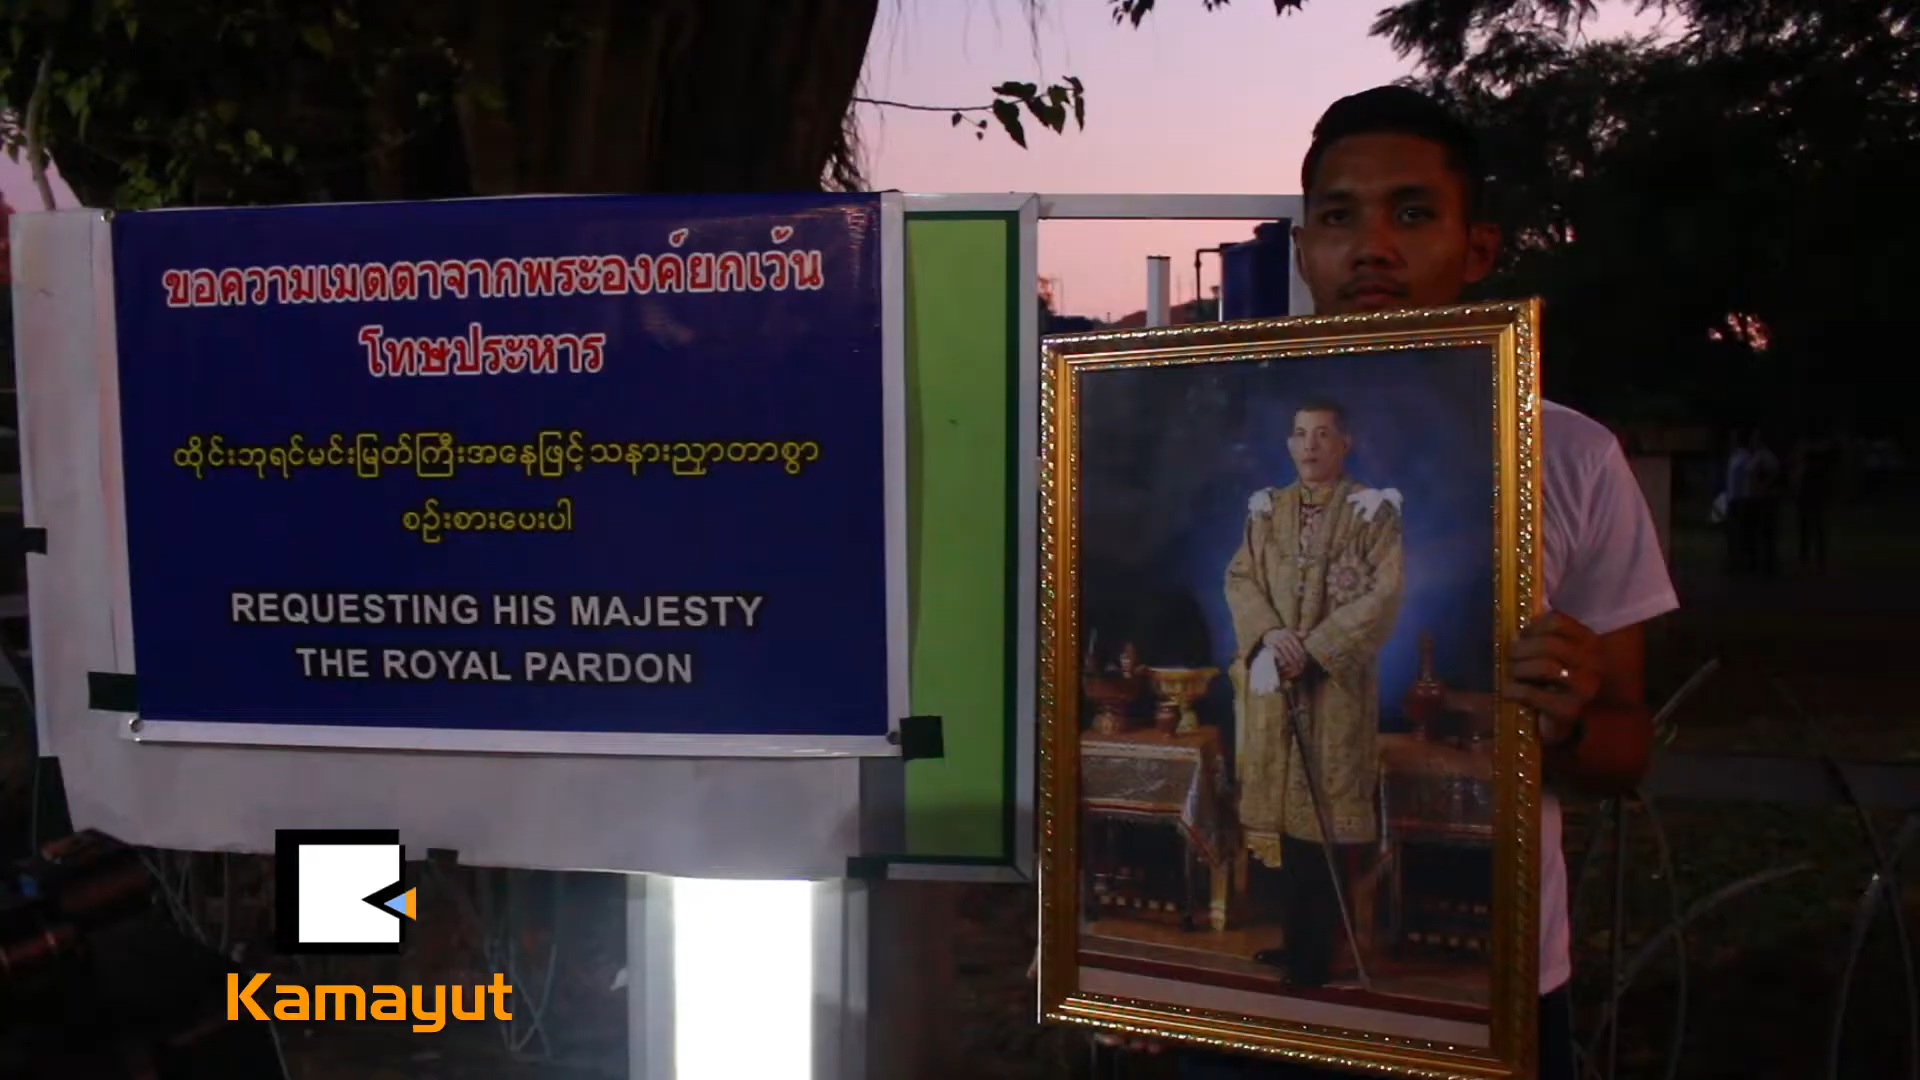 ขอความเมตตาจากพระองค์ยกเว้น
โทษประหาร
ထိုင်းဘုရင်မင်းမြတ်ကြီးအနေဖြင့်သနားညှာတာစွာ
စဉ်းစားပေးပါ
REQUESTING HIS MAJESTY
THE ROYAL PARDON
Kamayut